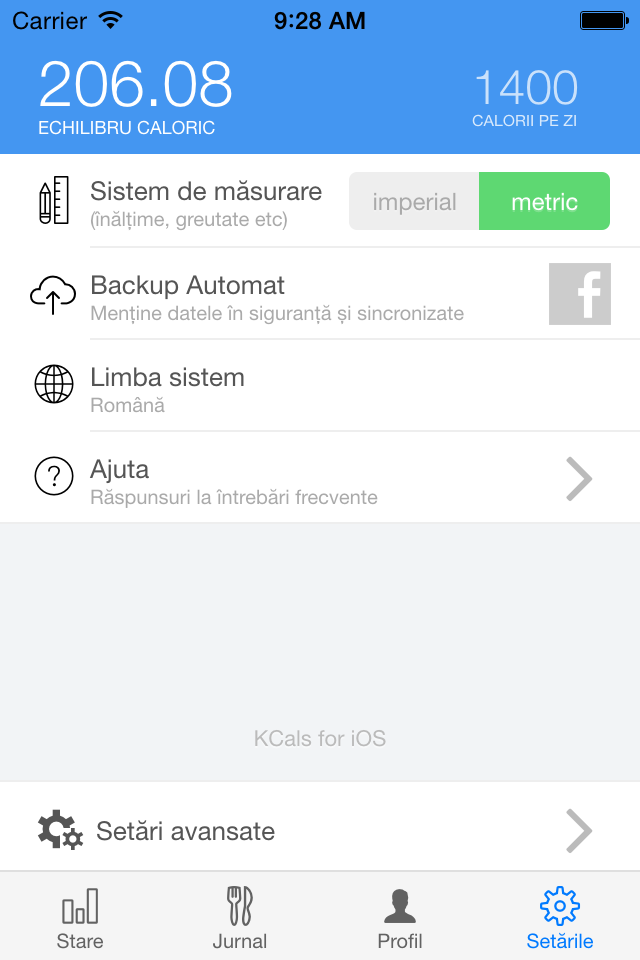 Carrier 9:28 AM
206.08 1400
ECHILIBRU CALORIC CALORII PE ZI
Sistem de măsurare imperial metric
(înălțime, greutate etc)
Backup Automat
Menține datele în siguranță și sincronizate
Limba sistem
Română
Ajuta
Răspunsuri la întrebări frecvente
KCals for iOS
Setări avansate
Stare Jurnal Profil Setările